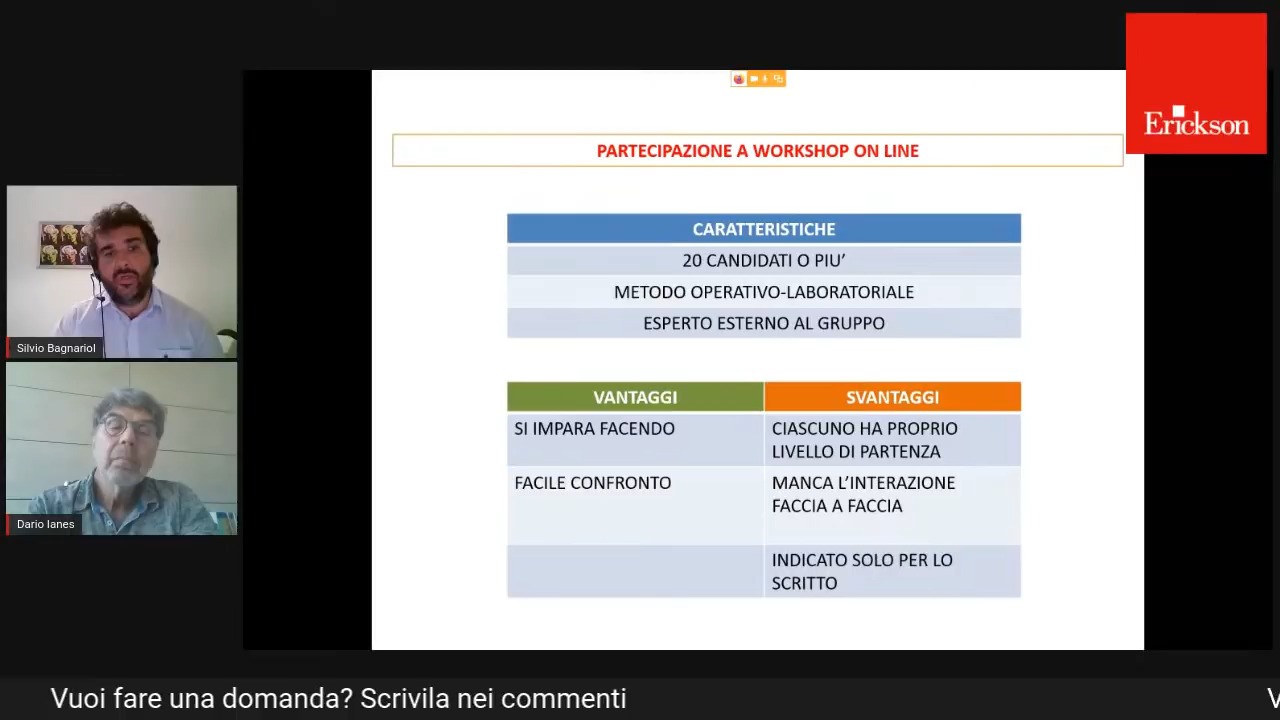 Erickson
PARTECIPAZIONE A WORKSHOP ON LINE
CARATTERISTICHE
20 CANDIDATI O PIU'
METODO OPERATIVO-LABORATORIALE
ESPERTO ESTERNO AL GRUPPO
Silvio Bagnariol
VANTAGGI
SVANTAGGI
SI IMPARA FACENDO
CIASCUNO HA PROPRIO
LIVELLO DI PARTENZA
FACILE CONFRONTO
MANCA L'INTERAZIONE
FACCIA A FACCIA
INDICATO SOLO PER LO
SCRITTO
Dario Ianes
Vuoi fare una domanda? Scrivila nei commenti
V